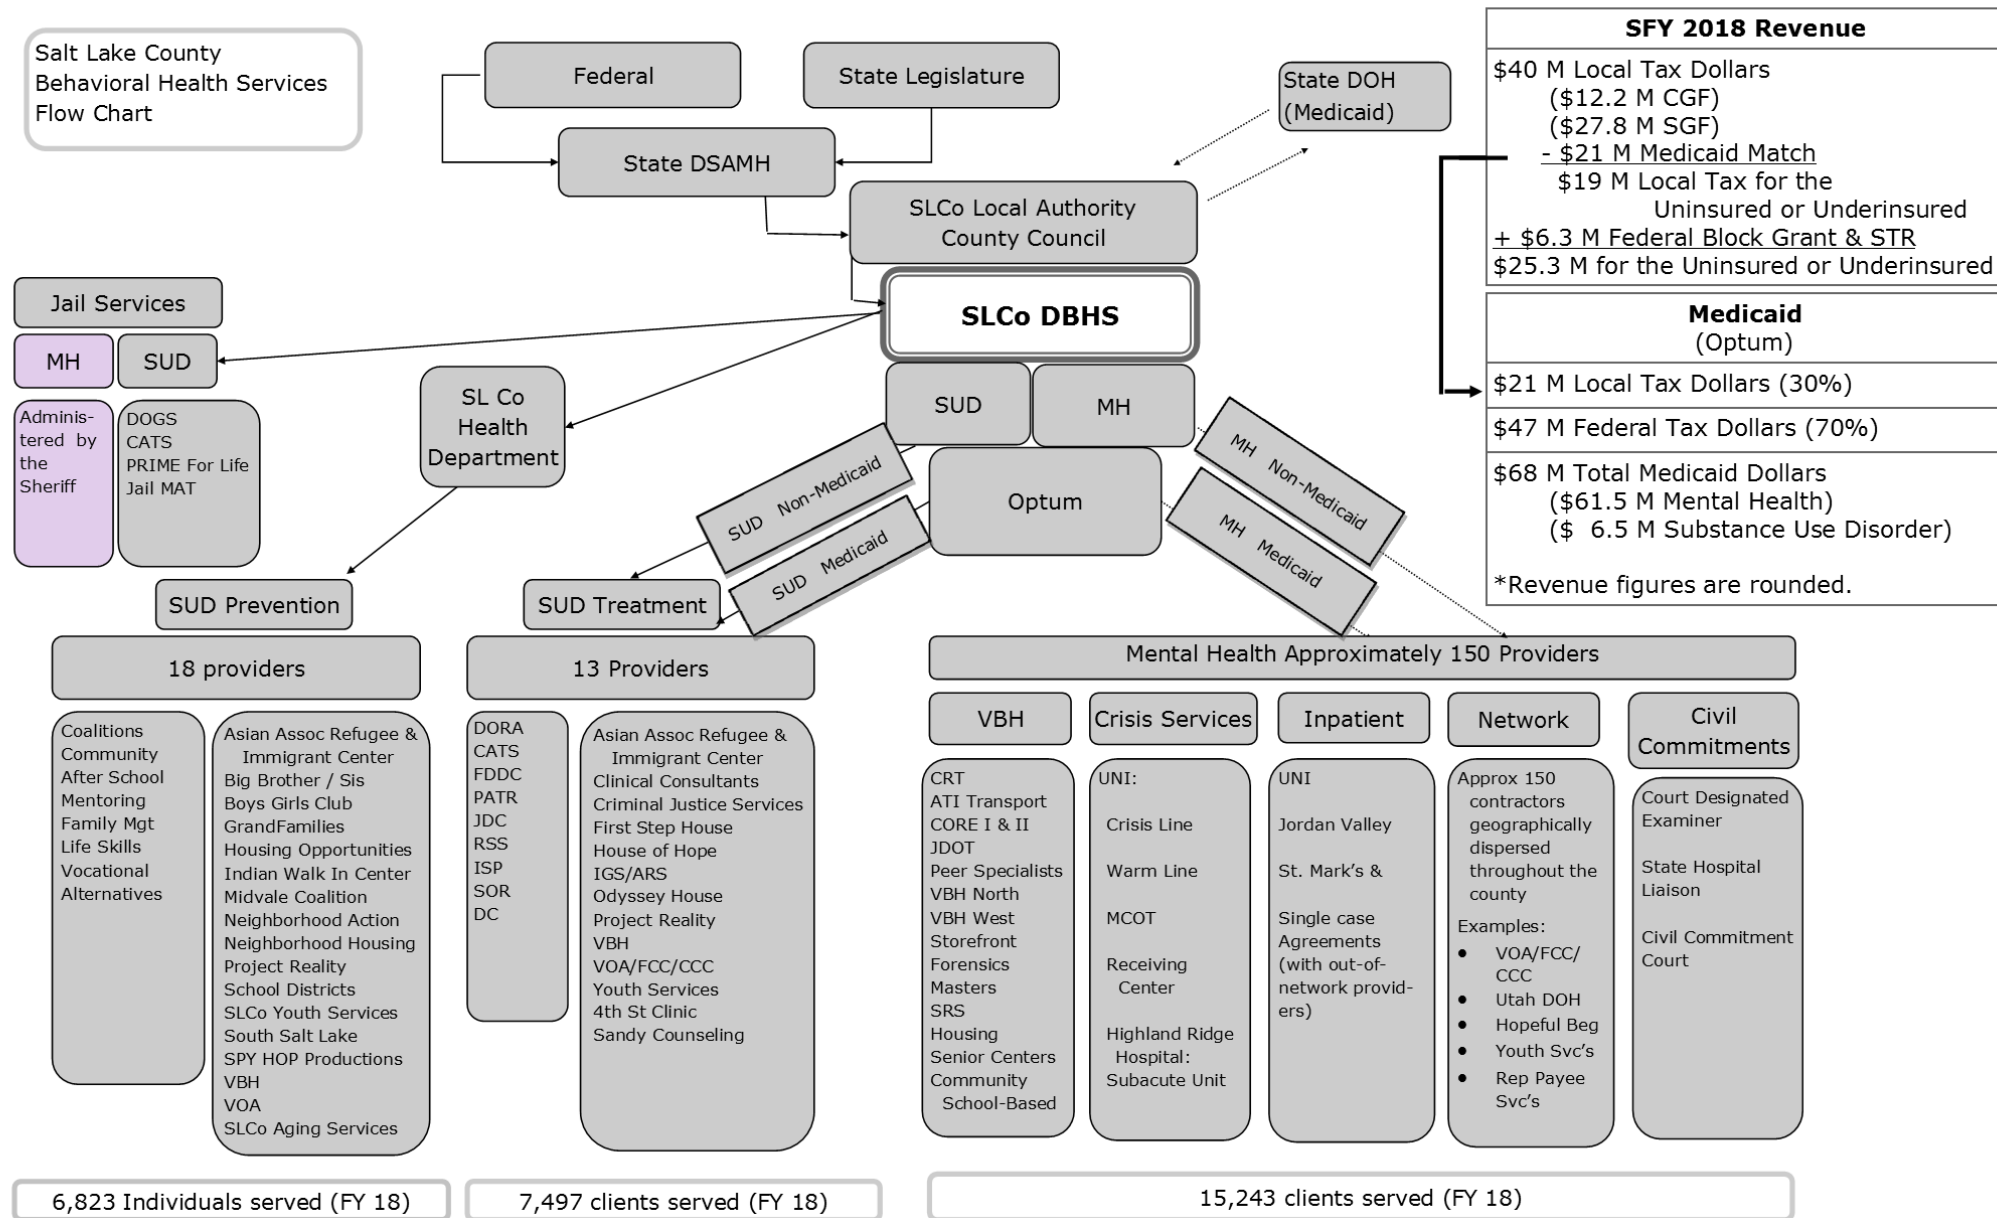 Salt Lake County
Behavioral Health Services
Flow Chart
Federal
State Legislature
State DOH
(Medicaid)
State DSAMH
SLCo Local Authority
County Council
SLCo DBHS
SUD
MH
Optum
SUD Non-Medicaid
SUD Medicaid
MH Non-Medicaid
MH Medicaid
SFY 2018 Revenue
$40 M Local Tax Dollars
($12.2 M CGF)
($27.8 M SGF)
- $21 M Medicaid Match
$19 M Local Tax for the
Uninsured or Underinsured
+ $6.3 M Federal Block Grant & STR
$25.3 M for the Uninsured or Underinsured
Medicaid
(Optum)
$21 M Local Tax Dollars (30%)
$47 M Federal Tax Dollars (70%)
$68 M Total Medicaid Dollars
($61.5 M Mental Health)
($ 6.5 M Substance Use Disorder)
*Revenue figures are rounded.
Jail Services
MH
SUD
Adminis-
tered by
the
Sheriff
DOGS
CATS
PRIME For Life
Jail MAT
SL Co
Health
Department
SUD Prevention
18 providers
Coalitions
Community
After School
Mentoring
Family Mgt
Life Skills
Vocational
Alternatives
Asian Assoc Refugee &
Immigrant Center
Big Brother / Sis
Boys Girls Club
GrandFamilies
Housing Opportunities
Indian Walk In Center
Midvale Coalition
Neighborhood Action
Neighborhood Housing
Project Reality
School Districts
SLCo Youth Services
South Salt Lake
SPY HOP Productions
VBH
VOA
SLCo Aging Services
6,823 Individuals served (FY 18)
SUD Treatment
13 Providers
DORA
CATS
FDDC
PATR
JDC
RSS
ISP
SOR
DC
Asian Assoc Refugee &
Immigrant Center
Clinical Consultants
Criminal Justice Services
First Step House
House of Hope
IGS/ARS
Odyssey House
Project Reality
VBH
VOA/FCC/CCC
Youth Services
4th St Clinic
Sandy Counseling
7,497 clients served (FY 18)
Mental Health Approximately 150 Providers
VBH
CRT
ATI Transport
CORE I & II
JDOT
Peer Specialists
VBH North
VBH West
Storefront
Forensics
Masters
SRS
Housing
Senior Centers
Community
School-Based
Crisis Services
UNI:
Crisis Line
Warm Line
MCOT
Receiving
Center
Highland Ridge
Hospital:
Subacute Unit
Inpatient
UNI
Jordan Valley
St. Mark's &
Single case
Agreements
(with out-of-
network provid-
ers)
Network
Approx 150
contractors
geographically
dispersed
throughout the
county
Examples:
• VOA/FCC/
CCC
• Utah DOH
• Hopeful Beg
• Youth Svc's
• Rep Payee
Svc's
Civil
Commitments
Court Designated
Examiner
State Hospital
Liaison
Civil Commitment
Court
15,243 clients served (FY 18)